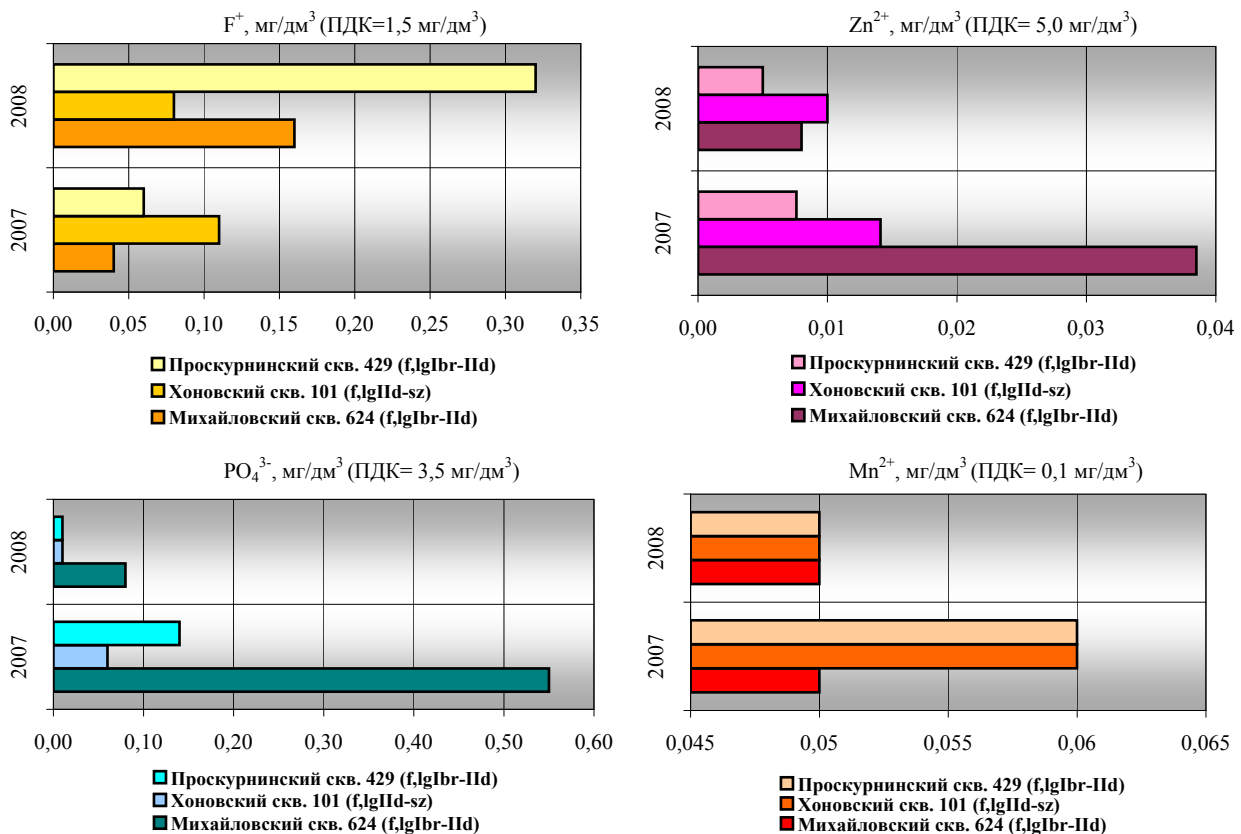 F⁺, мг/дм³ (ПДК=1,5 мг/дм³)
2008
2007
0,00 0,05 0,10 0,15 0,20 0,25 0,30 0,35
Проскурнинский скв. 429 (f,lgIbr-IId)
Хоновский скв. 101 (f,lgIId-sz)
Михайловский скв. 624 (f,lgIbr-IId)
Zn²⁺, мг/дм³ (ПДК= 5,0 мг/дм³)
2008
2007
0,00 0,01 0,02 0,03 0,04
Проскурнинский скв. 429 (f,lgIbr-IId)
Хоновский скв. 101 (f,lgIId-sz)
Михайловский скв. 624 (f,lgIbr-IId)
PO₄³⁻, мг/дм³ (ПДК= 3,5 мг/дм³)
2008
2007
0,00 0,10 0,20 0,30 0,40 0,50 0,60
Проскурнинский скв. 429 (f,lgIbr-IId)
Хоновский скв. 101 (f,lgIId-sz)
Михайловский скв. 624 (f,lgIbr-IId)
Mn²⁺, мг/дм³ (ПДК= 0,1 мг/дм³)
2008
2007
0,045 0,05 0,055 0,06 0,065
Проскурнинский скв. 429 (f,lgIbr-IId)
Хоновский скв. 101 (f,lgIId-sz)
Михайловский скв. 624 (f,lgIbr-IId)